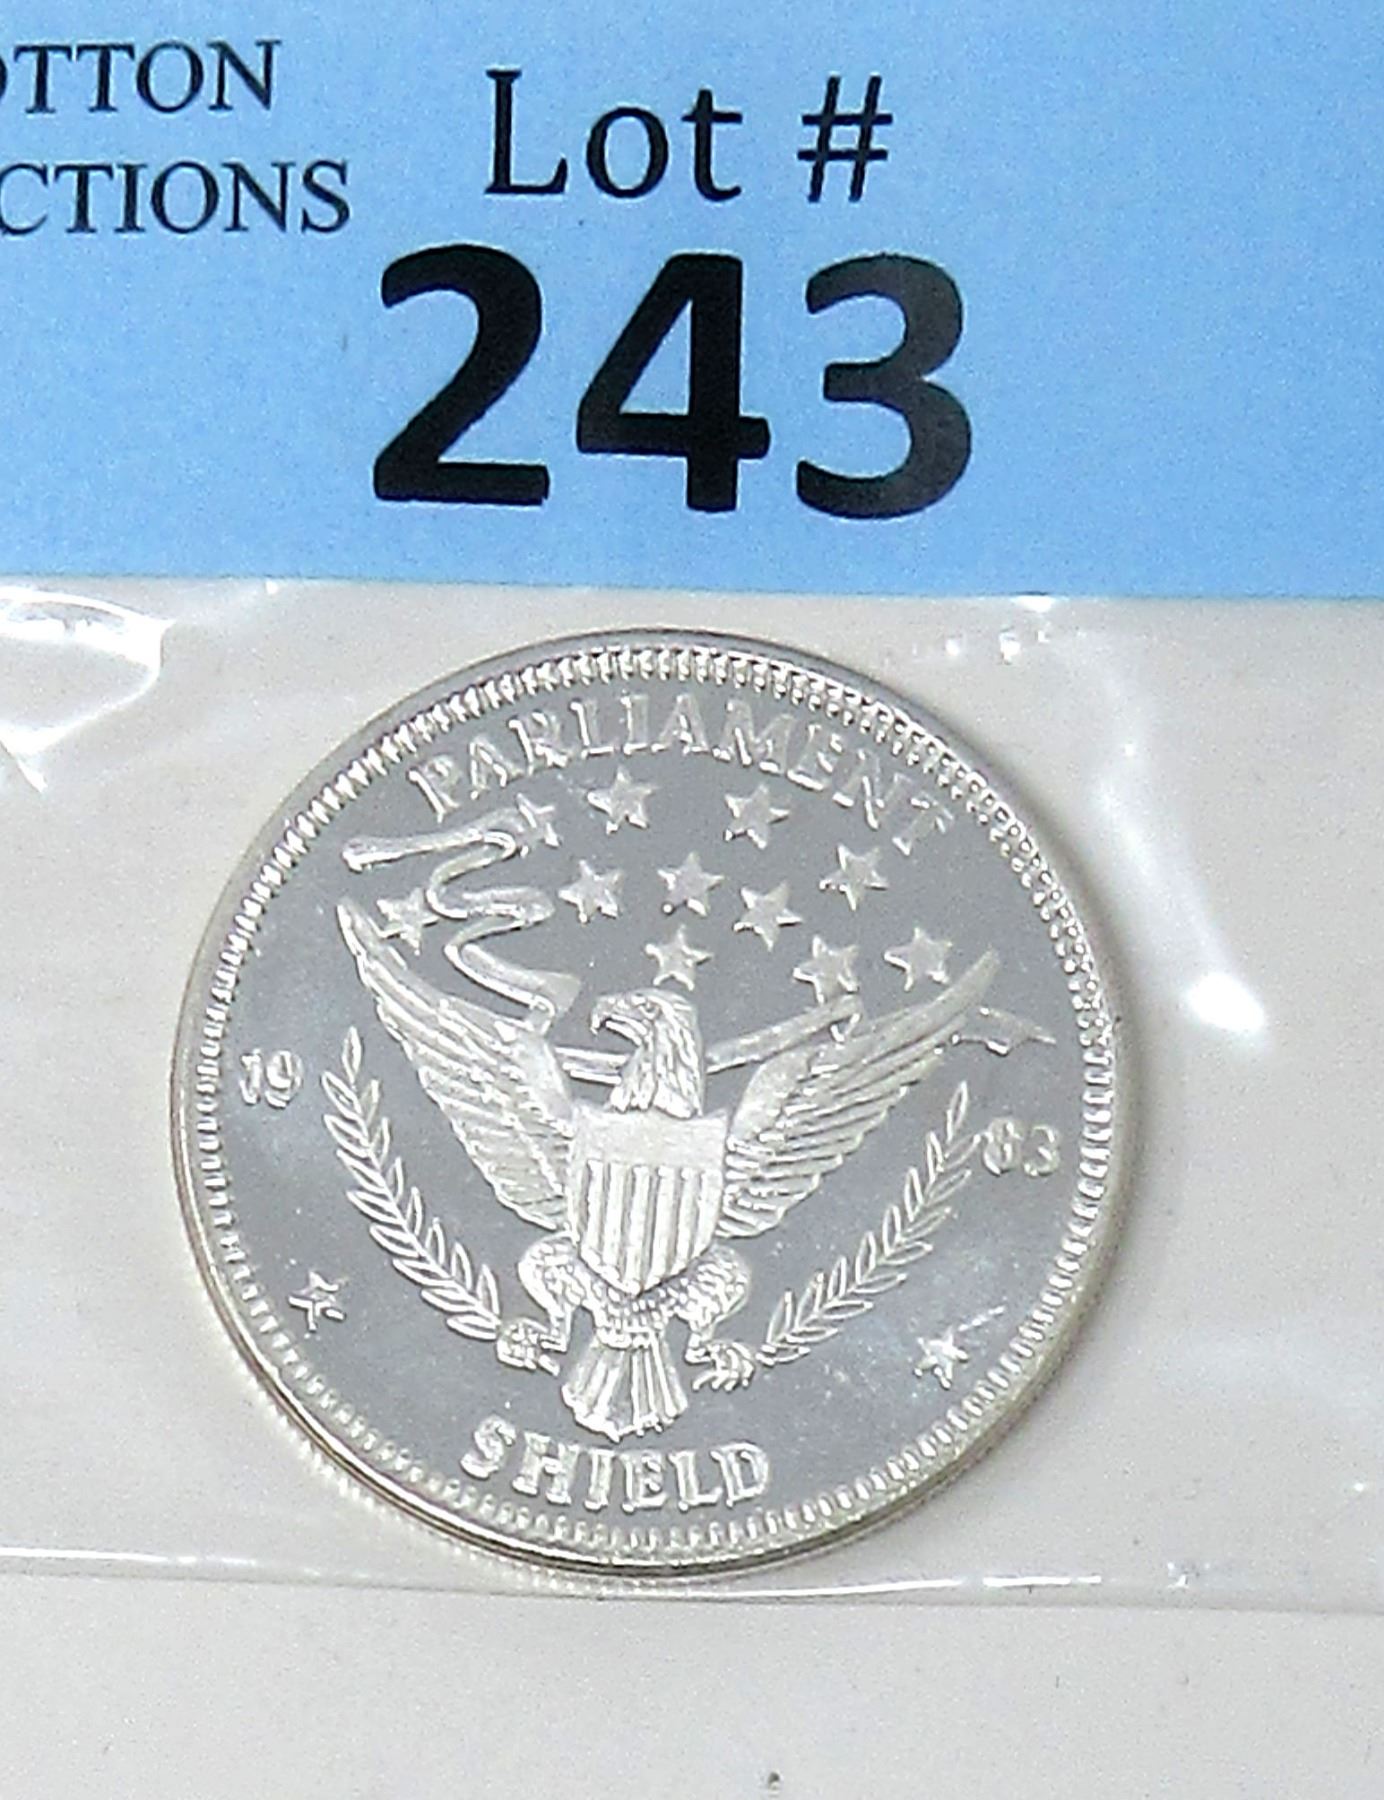 OTTON
CTIONS
Lot #
243
PARLIAMENT
19 83
SHIELD